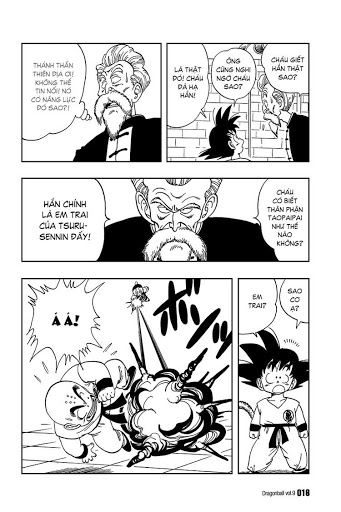 CHÁU
GIẾT
HẮN THẬT
SAO?
ÔNG
CŨNG
NGHI
NGỜ
CHÁU
SAO?
LÀ THẬT
ĐÓ! CHÁU
ĐÃ HẠ
HẮN!
THÁNH THẦN
THIÊN ĐỊA ƠI!
KHÔNG THỂ
TIN NỔI! NÓ
CÓ NĂNG LỰC
ĐÓ SAO?!
CHÁU
CÓ BIẾT
THÂN PHẬN
TAOPAIPAI
NHƯ THẾ
NÀO
KHÔNG?
HẮN CHÍNH
LÀ EM TRAI
CỦA TSURU-
SENNIN ĐẤY!
SAO
CƠ
Ạ?
EM
TRAI?
Á Á!
Dragonball vol.9 018